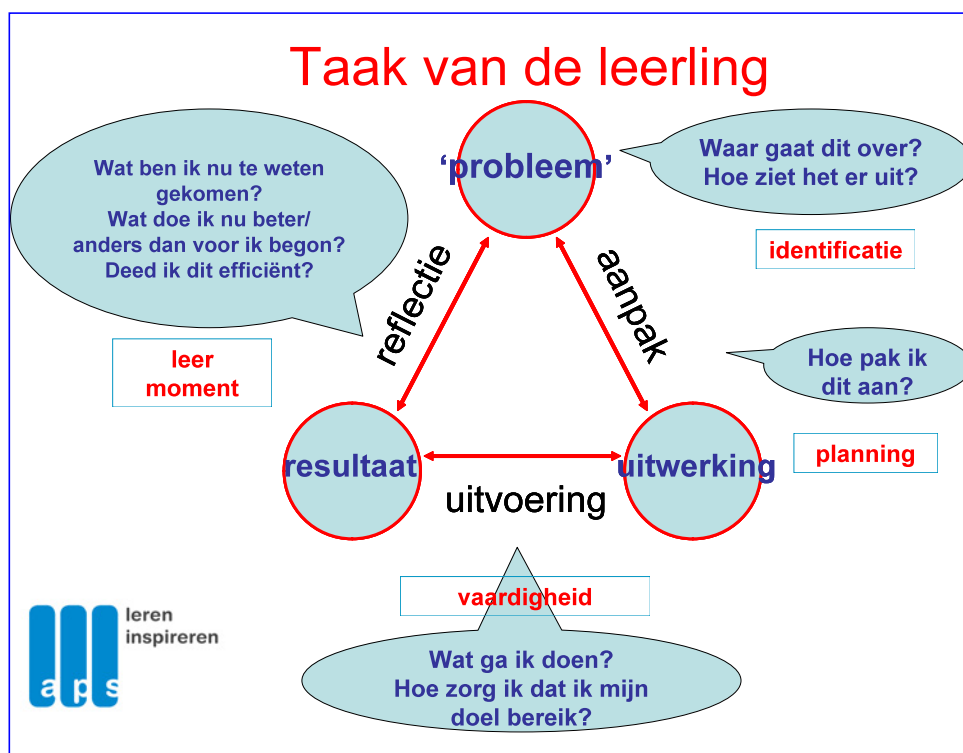 Taak van de leerling
‘probleem’
Waar gaat dit over?
Hoe ziet het er uit?
identificatie
Wat ben ik nu te weten
gekomen?
Wat doe ik nu beter/
anders dan voor ik begon?
Deed ik dit efficiënt?
reflectie
aanpak
leer
moment
Hoe pak ik
dit aan?
planning
resultaat
uitwerking
uitvoering
vaardigheid
Wat ga ik doen?
Hoe zorg ik dat ik mijn
doel bereik?
leren
inspireren
aps